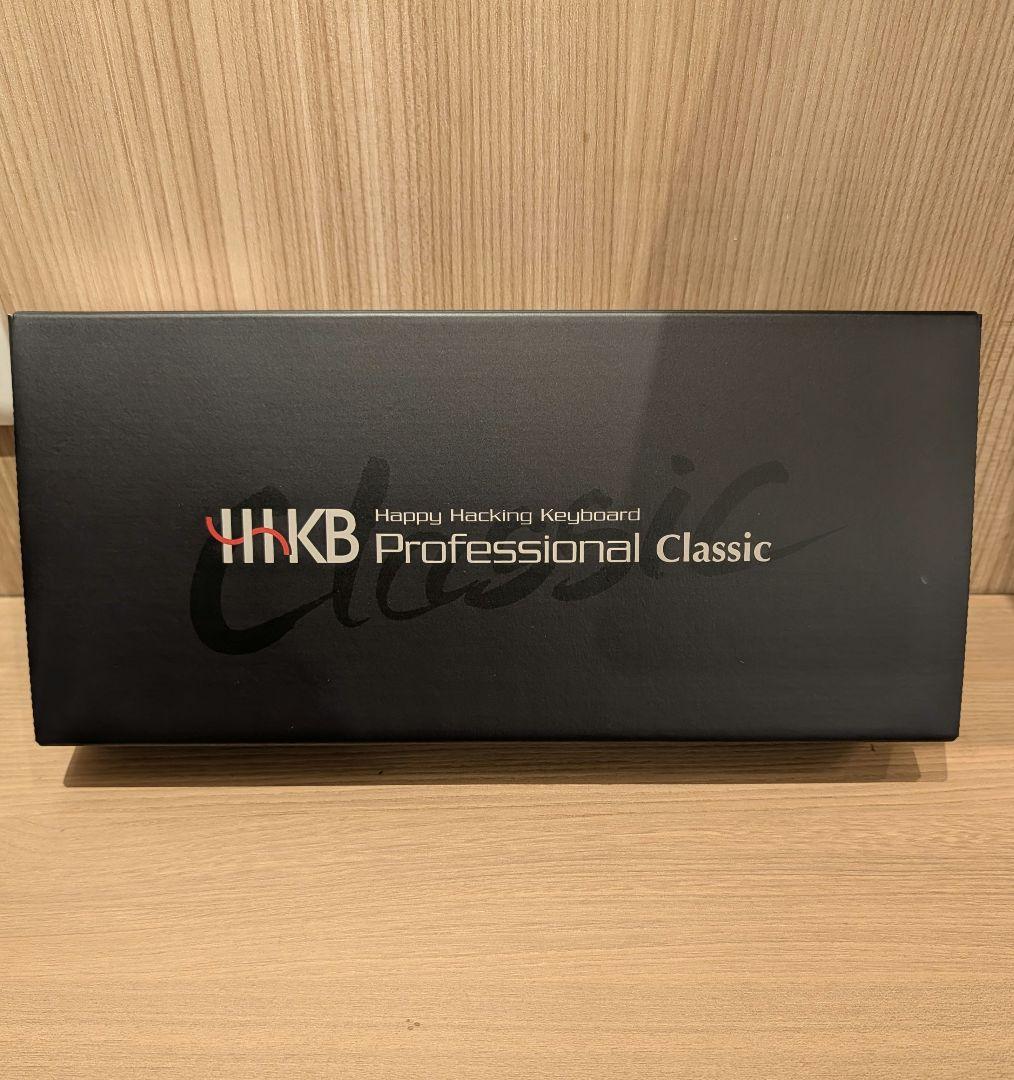 HHKB
Happy Hacking Keyboard
Professional Classic
Classic